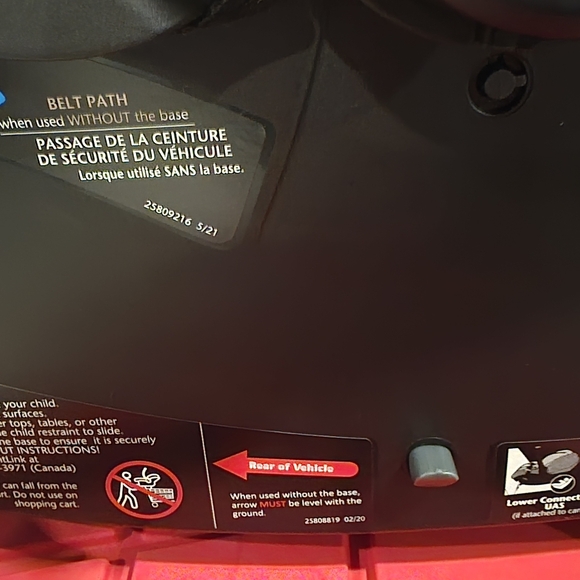 BELT PATH
when used WITHOUT the base
PASSAGE DE LA CEINTURE
DE SÉCURITÉ DU VÉHICULE
Lorsque utilisé SANS la base.
25809216 5/21
your child.
surfaces.
tops, tables, or other
child restraint to slide.
base to ensure it is securely
INSTRUCTIONS!
at
-3971 (Canada)
can fall from the
Do not use on
shopping cart.
Rear of Vehicle
When used without the base,
arrow MUST be level with the
ground.
25808819 02/20
Lower
UAS
(if attached to